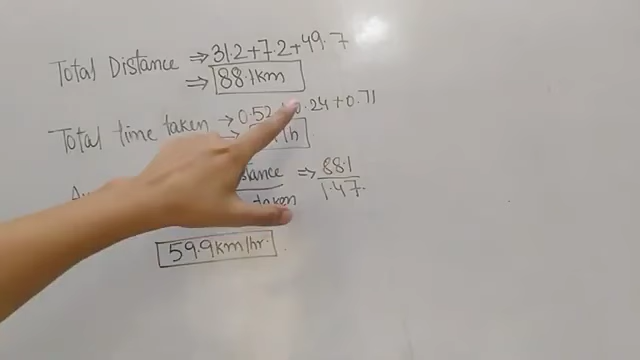 Total Distance ⇒ 31.2+7.2+49.7
⇒ 88.1km
Total time taken → 0.52 0.24+0.71
h
⇒ 88.1
1.47.
taken
59.9km/hr.